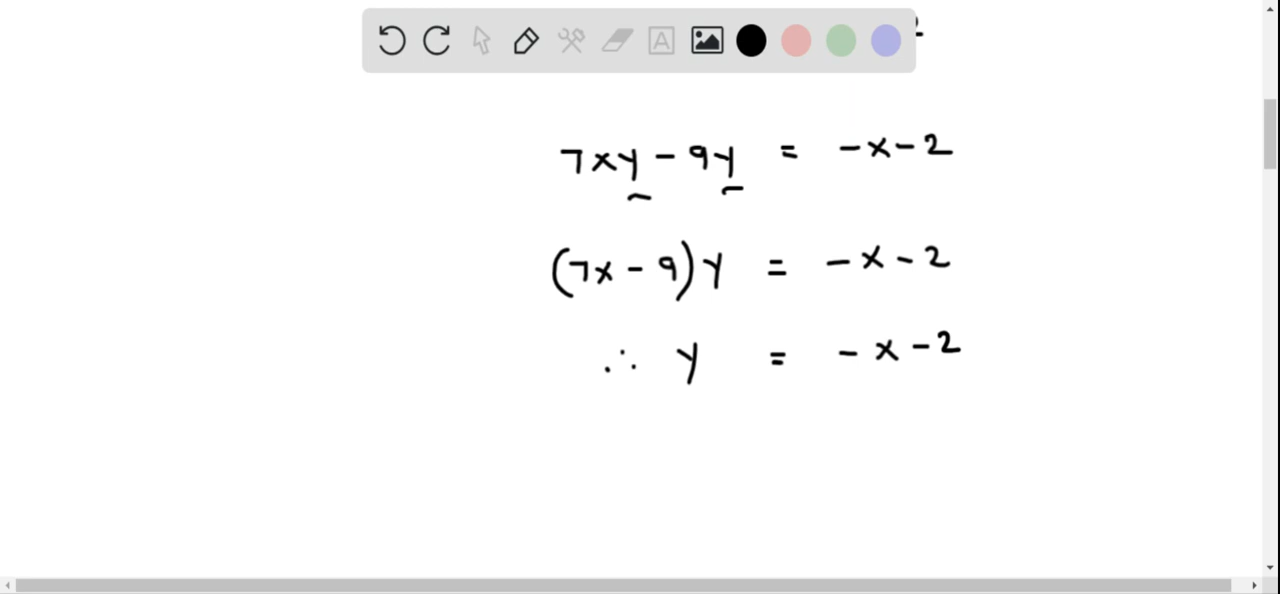 7xy - 9y = -x - 2
(7x - 9)y = -x - 2
∴ y = -x - 2